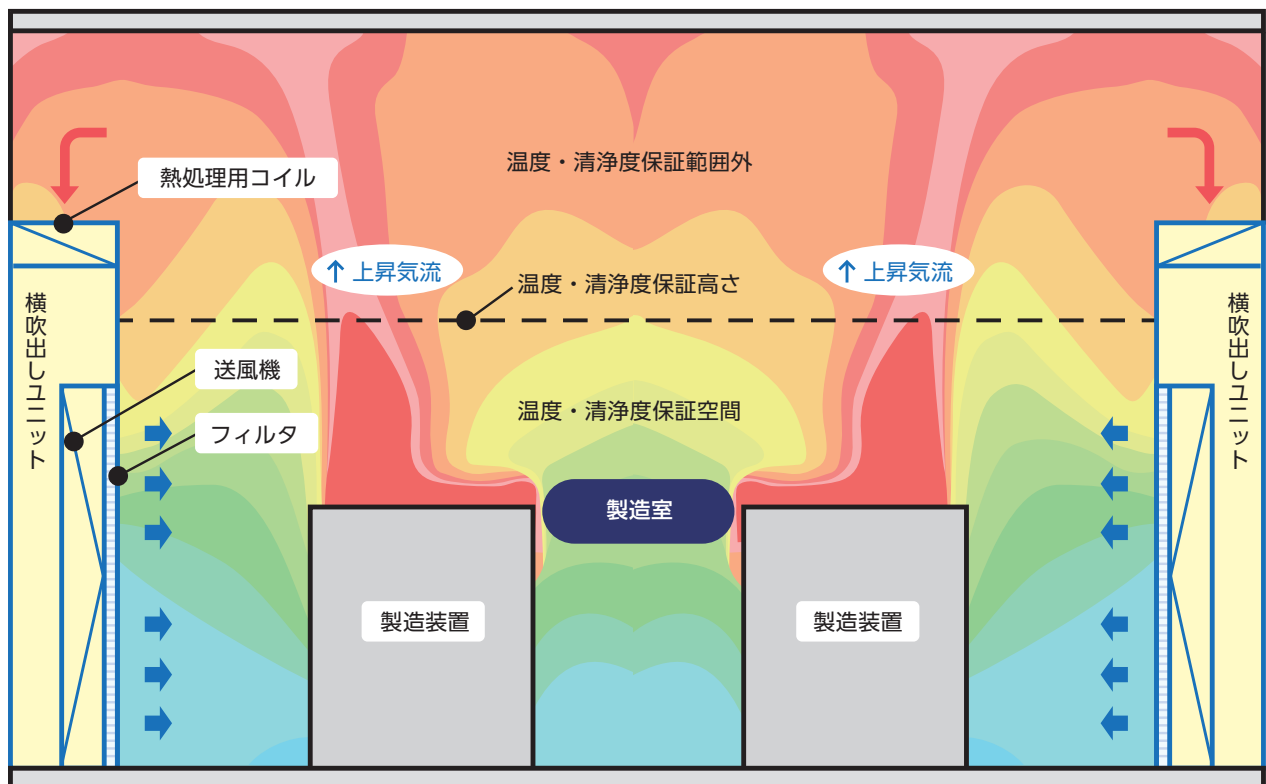 温度・清浄度保証範囲外
熱処理用コイル
↑ 上昇気流
↑ 上昇気流
温度・清浄度保証高さ
横吹出しユニット
横吹出しユニット
送風機
温度・清浄度保証空間
フィルタ
製造室
製造装置
製造装置